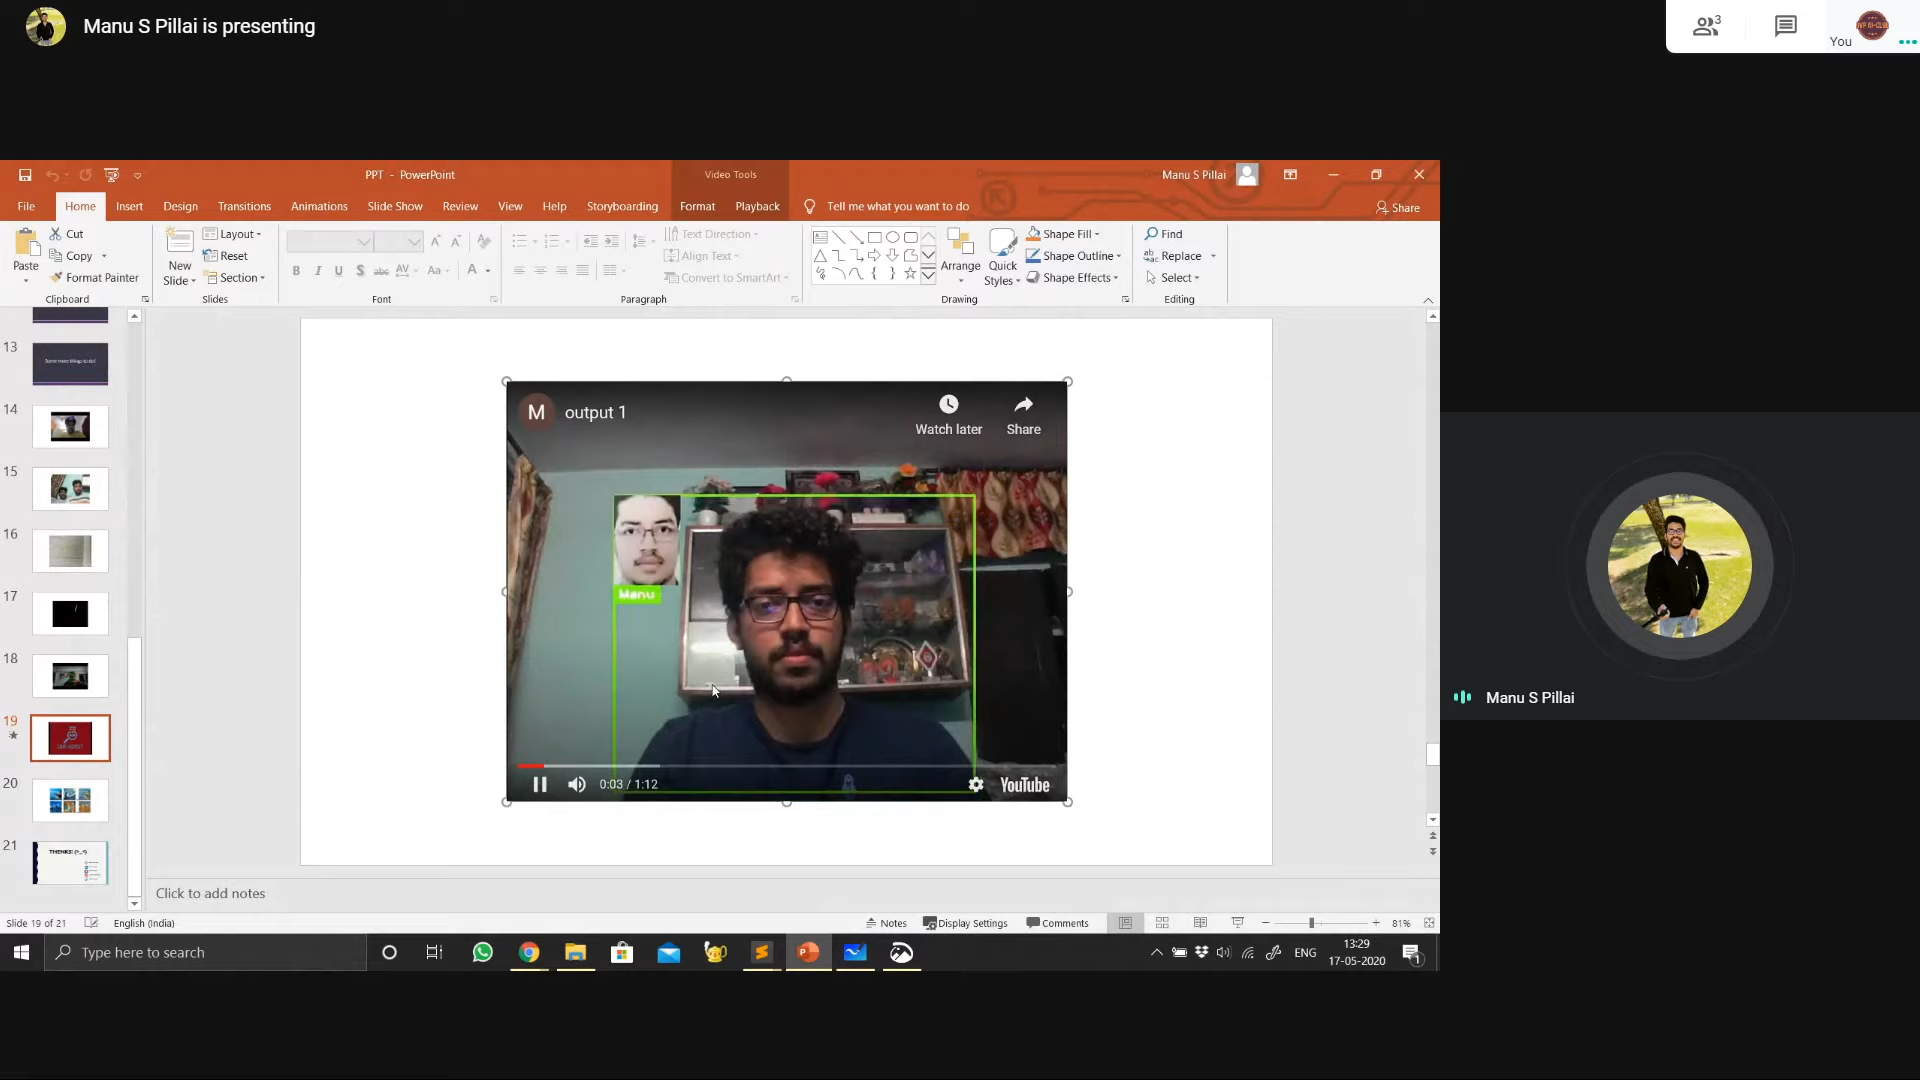 Manu S Pillai is presenting
3
You
PPT - PowerPoint
Video Tools
Manu S Pillai
File Home Insert Design Transitions Animations Slide Show Review View Help Storyboarding Format Playback Tell me what you want to do
Share
Paste
Cut
Copy
Format Painter
Clipboard
New Slide
Layout
Reset
Section
Slides
B I U S abc AV Aa A
Font
Text Direction
Align Text
Convert to SmartArt
Paragraph
Arrange
Quick Styles
Shape Fill
Shape Outline
Shape Effects
Drawing
Find
Replace
Select
Editing
13
14
15
16
17
18
19
20
21
THENKS!
M output 1
Watch later
Share
Manu
0:03 / 1:12
YouTube
Manu S Pillai
Click to add notes
Slide 19 of 21
English (India)
Notes
Display Settings
Comments
81%
Type here to search
ENG
13:29
17-05-2020
1